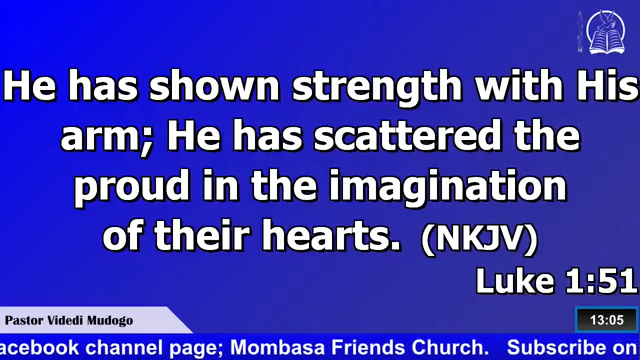 He has shown strength with His
arm; He has scattered the
proud in the imagination
of their hearts. (NKJV)
Luke 1:51
Pastor Videdi Mudogo
13:05
acebook channel page; Mombasa Friends Church. Subscribe on